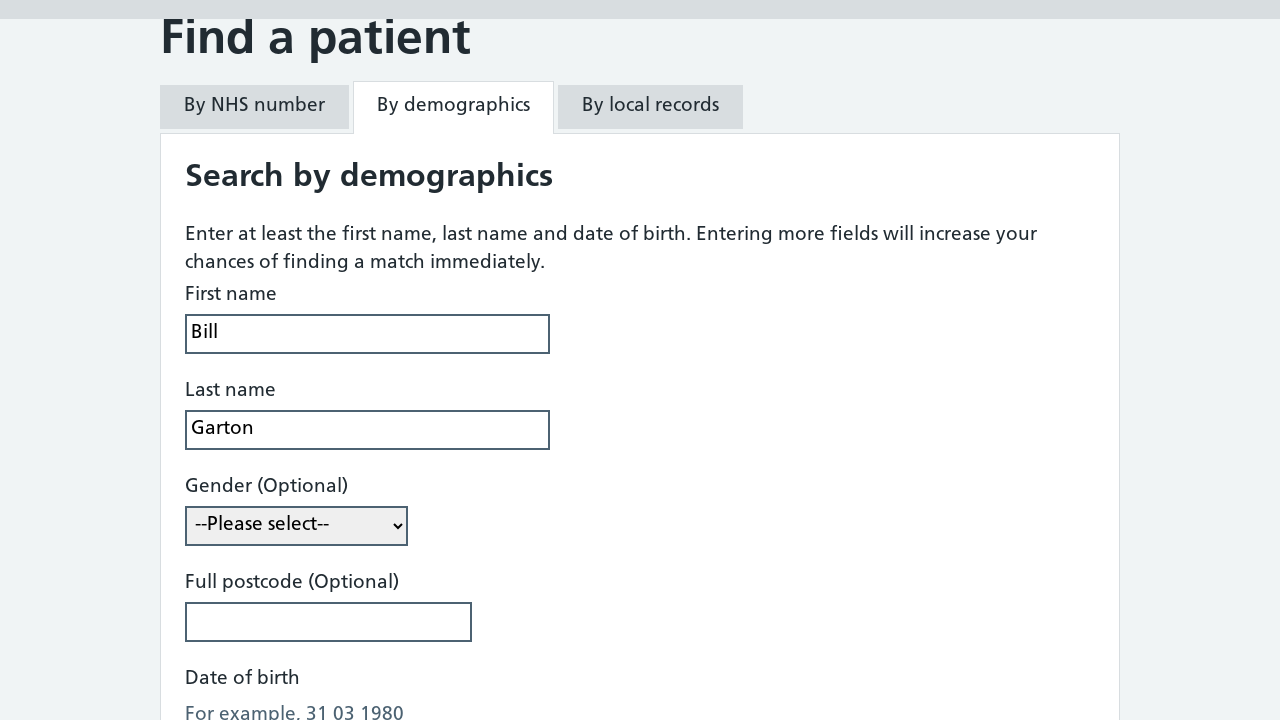 Find a patient
By NHS number
By demographics
By local records
Search by demographics
Enter at least the first name, last name and date of birth. Entering more fields will increase your
chances of finding a match immediately.
First name
Bill
Last name
Garton
Gender (Optional)
--Please select--
Full postcode (Optional)
Date of birth
For example, 31 03 1980